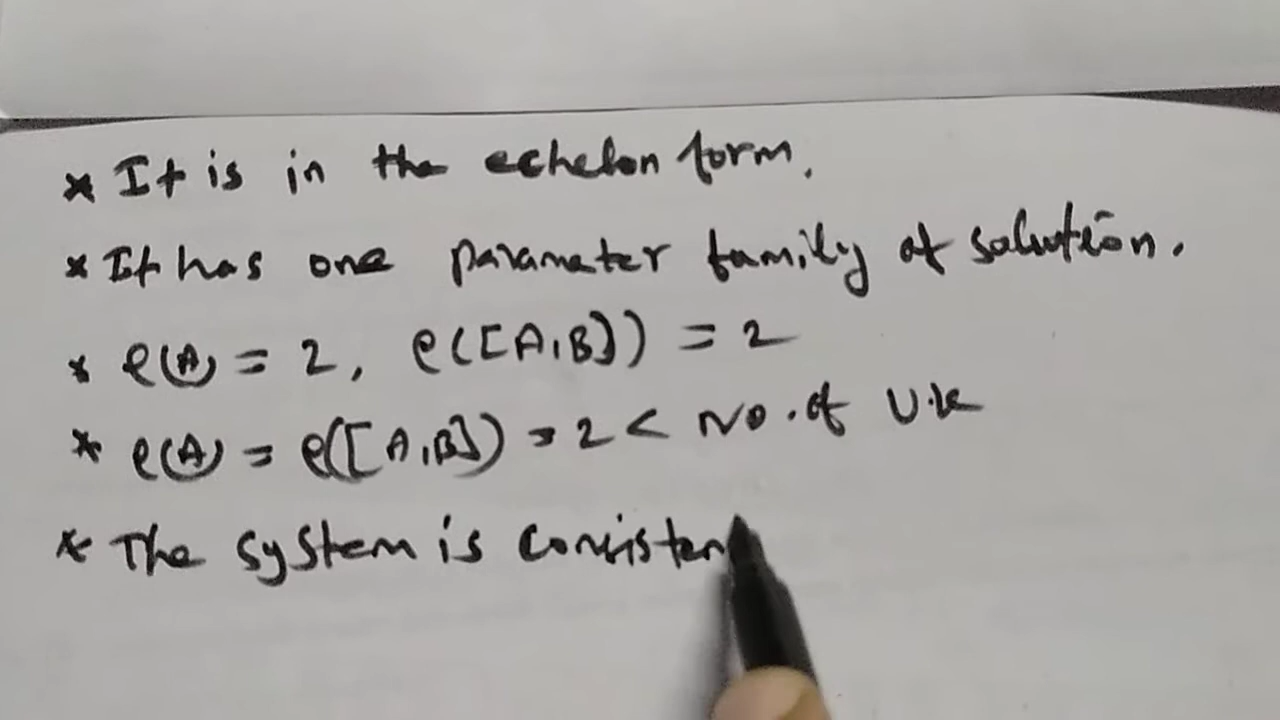 * It is in the echelon form.
* It has one parameter family of solution.
* ρ(A) = 2, ρ([A,B]) = 2
* ρ(A) = ρ([A,B]) = 2 < No. of U.K
* The system is consisten